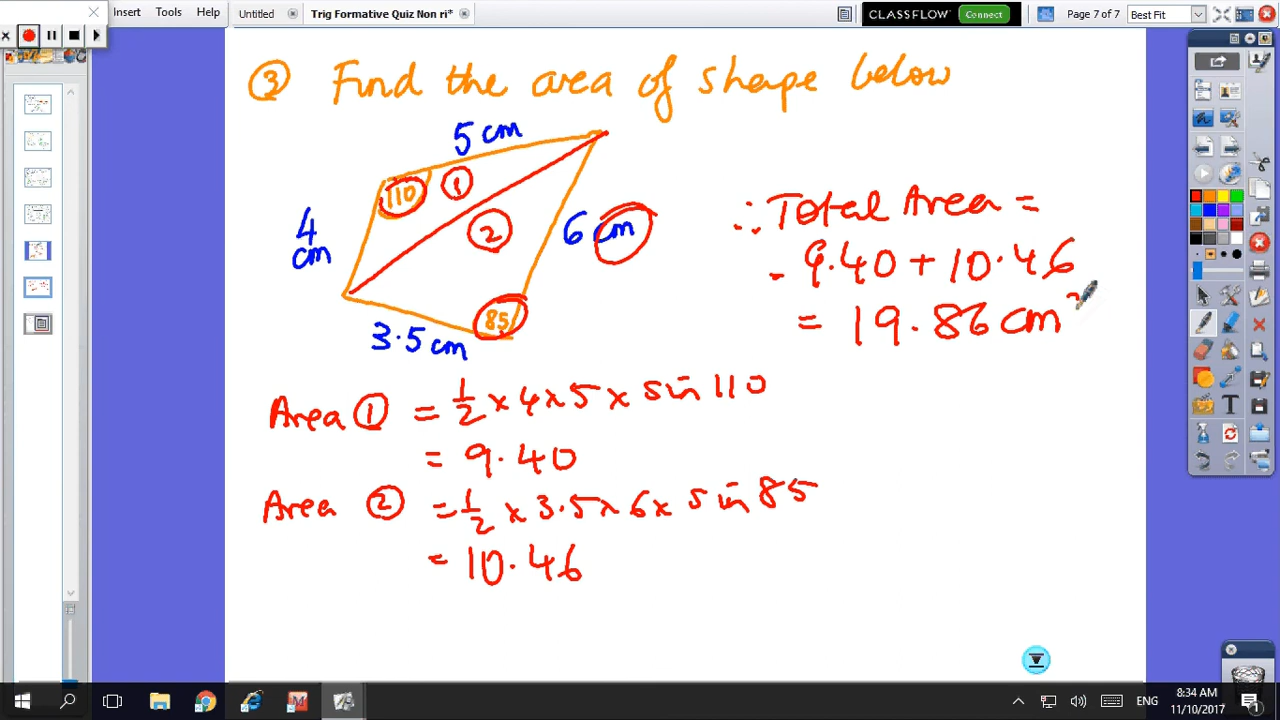 Insert Tools Help
Untitled
Trig Formative Quiz Non ri*
CLASSFLOW Connect
Page 7 of 7
Best Fit
③ Find the area of shape below
5 cm
110
①
4
cm
②
6 cm
85
3.5 cm
∴ Total Area =
= 9.40 + 10.46
= 19.86 cm²
Area ① = 1/2 × 4 × 5 × sin 110
= 9.40
Area ② = 1/2 × 3.5 × 6 × sin 85
= 10.46
ENG
8:34 AM
11/10/2017